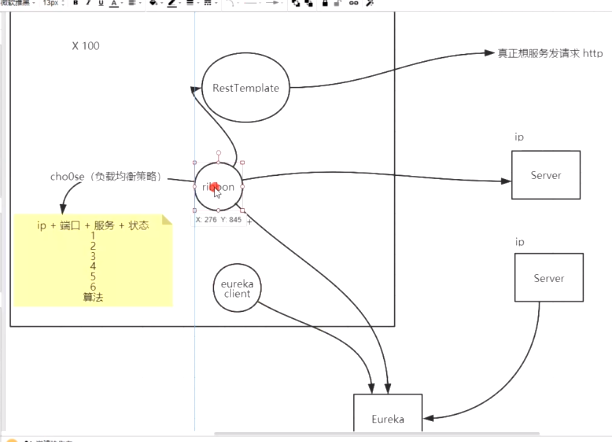 13px
B I U A
X 100
RestTemplate
真正想服务发请求 http
ip
Server
cho0se（负载均衡策略）
ribbon
X: 276 Y: 845
ip + 端口 + 服务 + 状态
1
2
3
4
5
6
算法
ip
Server
eureka
client
Eureka